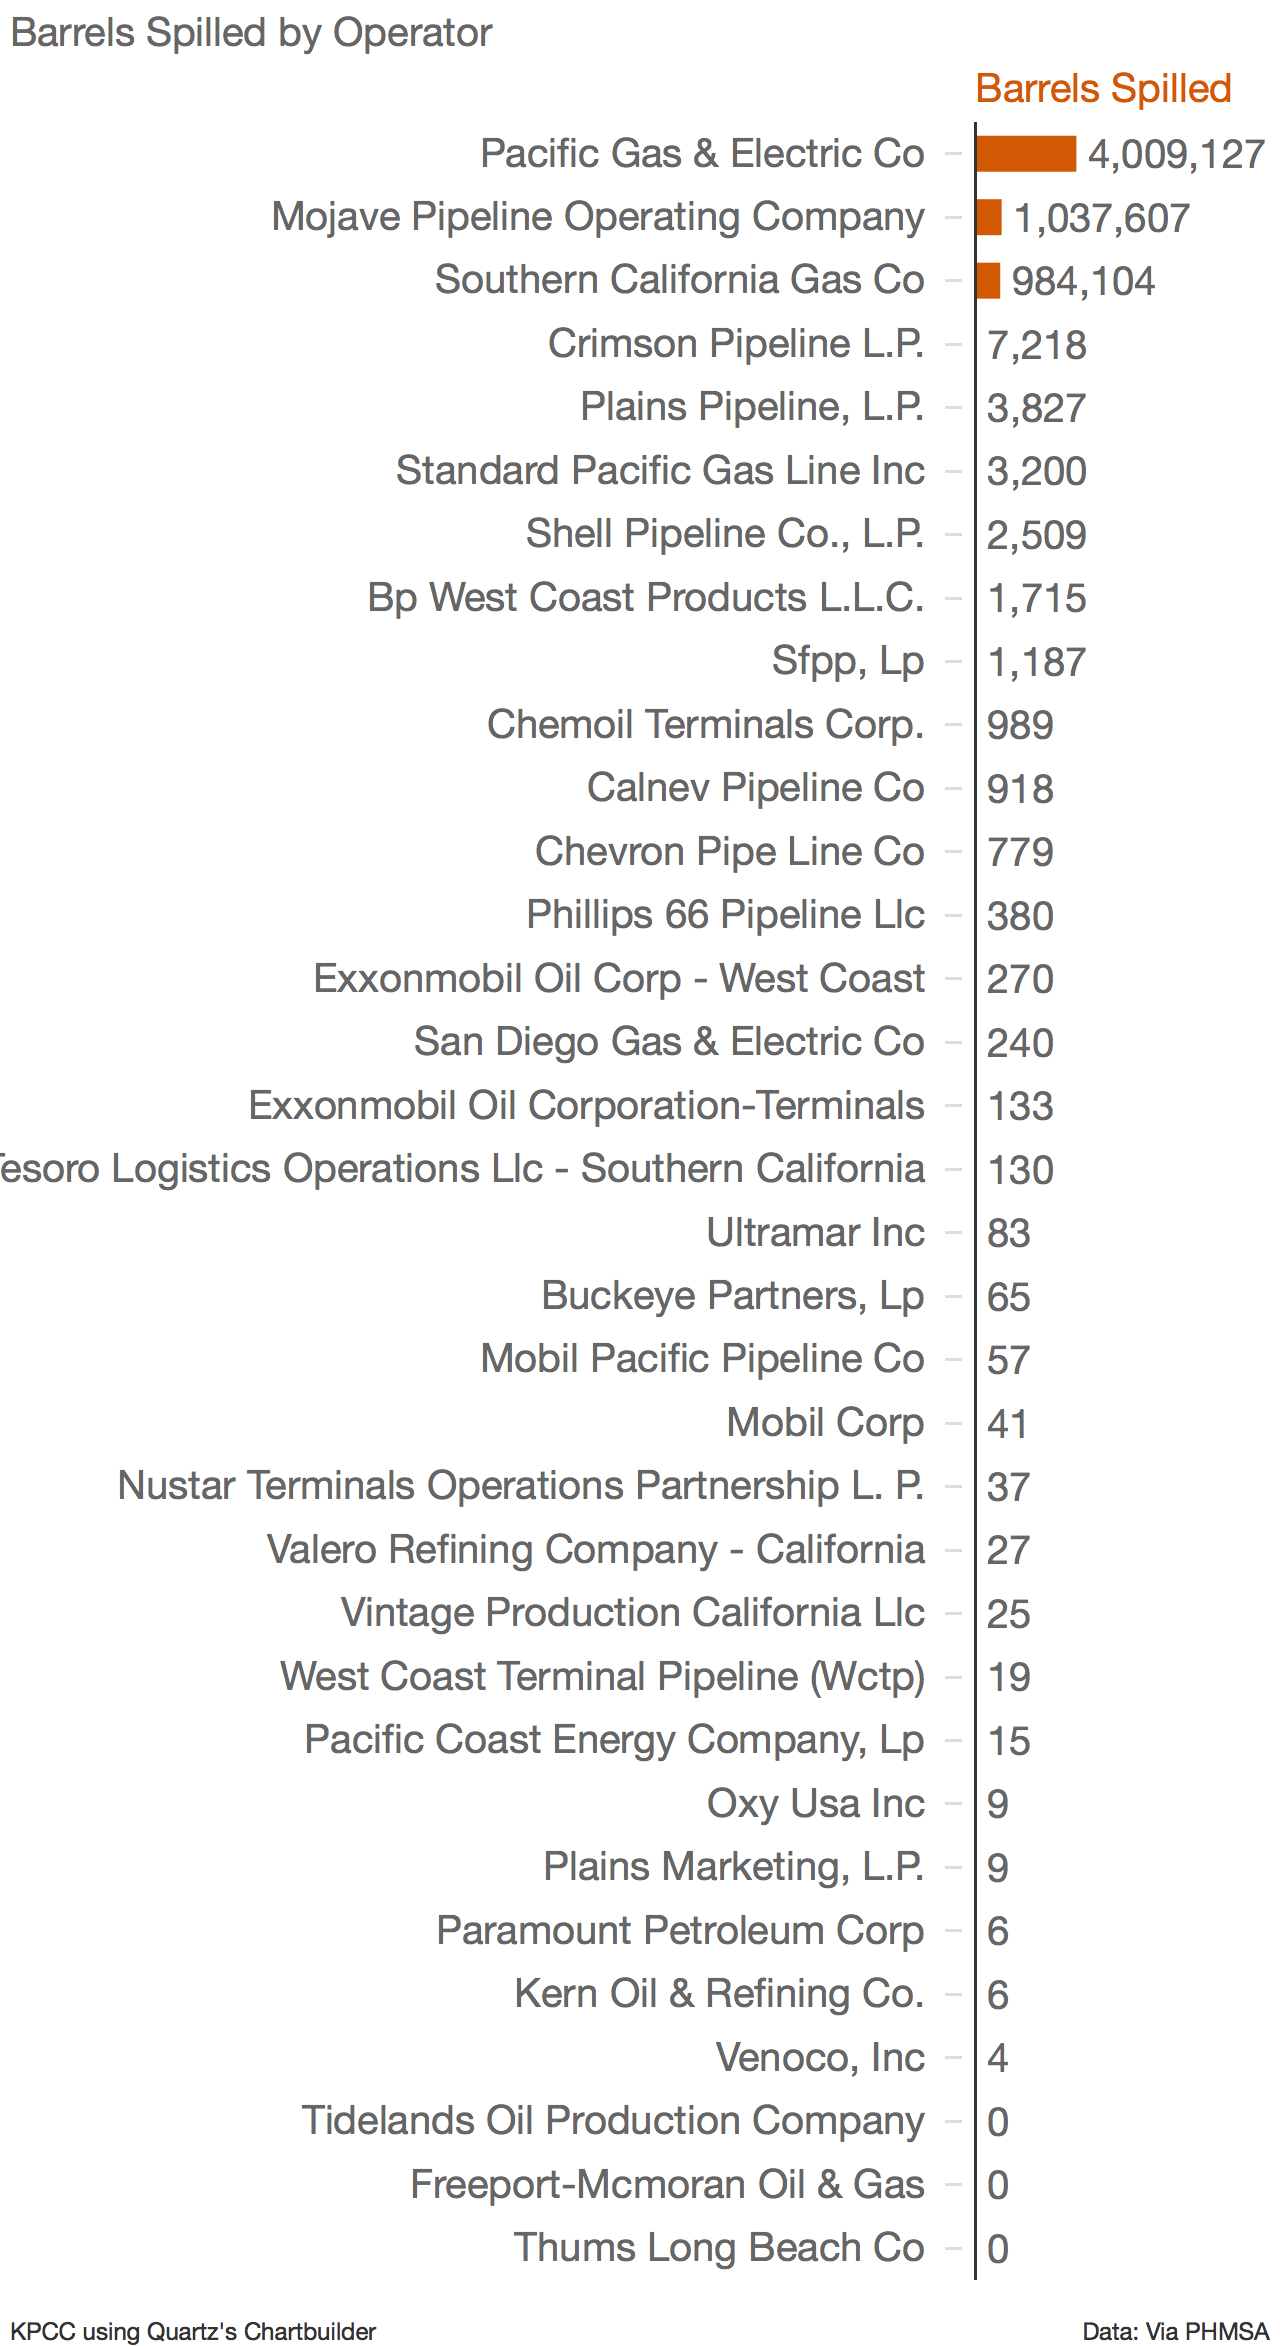 Barrels Spilled by Operator
Barrels Spilled
Pacific Gas & Electric Co 4,009,127
Mojave Pipeline Operating Company 1,037,607
Southern California Gas Co 984,104
Crimson Pipeline L.P. 7,218
Plains Pipeline, L.P. 3,827
Standard Pacific Gas Line Inc 3,200
Shell Pipeline Co., L.P. 2,509
Bp West Coast Products L.L.C. 1,715
Sfpp, Lp 1,187
Chemoil Terminals Corp. 989
Calnev Pipeline Co 918
Chevron Pipe Line Co 779
Phillips 66 Pipeline Llc 380
Exxonmobil Oil Corp - West Coast 270
San Diego Gas & Electric Co 240
Exxonmobil Oil Corporation-Terminals 133
Tesoro Logistics Operations Llc - Southern California 130
Ultramar Inc 83
Buckeye Partners, Lp 65
Mobil Pacific Pipeline Co 57
Mobil Corp 41
Nustar Terminals Operations Partnership L. P. 37
Valero Refining Company - California 27
Vintage Production California Llc 25
West Coast Terminal Pipeline (Wctp) 19
Pacific Coast Energy Company, Lp 15
Oxy Usa Inc 9
Plains Marketing, L.P. 9
Paramount Petroleum Corp 6
Kern Oil & Refining Co. 6
Venoco, Inc 4
Tidelands Oil Production Company 0
Freeport-Mcmoran Oil & Gas 0
Thums Long Beach Co 0
KPCC using Quartz's Chartbuilder
Data: Via PHMSA